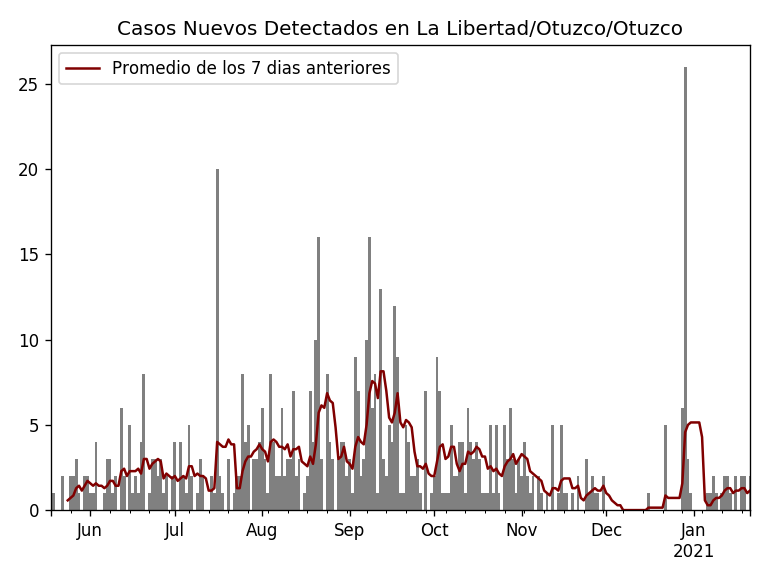 Casos Nuevos Detectados en La Libertad/Otuzco/Otuzco
Promedio de los 7 dias anteriores
25
20
15
10
5
0
Jun Jul Aug Sep Oct Nov Dec Jan
2021